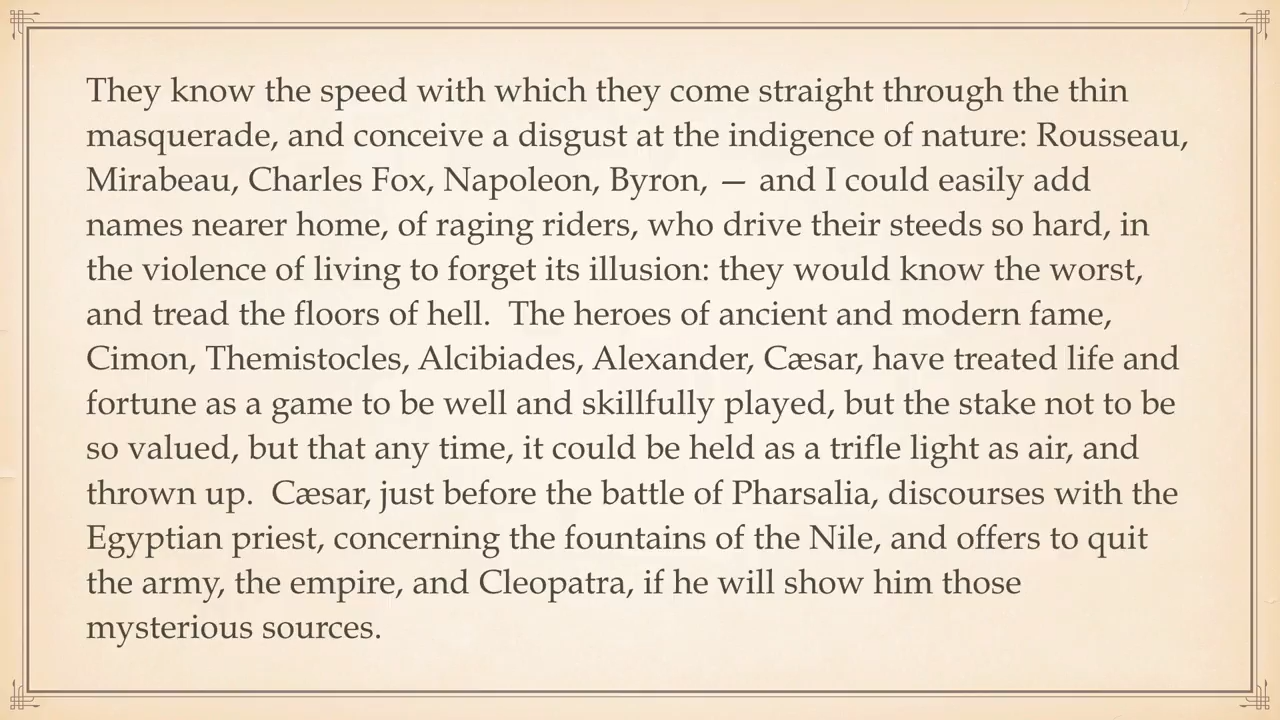 They know the speed with which they come straight through the thin
masquerade, and conceive a disgust at the indigence of nature: Rousseau,
Mirabeau, Charles Fox, Napoleon, Byron, — and I could easily add
names nearer home, of raging riders, who drive their steeds so hard, in
the violence of living to forget its illusion: they would know the worst,
and tread the floors of hell.  The heroes of ancient and modern fame,
Cimon, Themistocles, Alcibiades, Alexander, Cæsar, have treated life and
fortune as a game to be well and skillfully played, but the stake not to be
so valued, but that any time, it could be held as a trifle light as air, and
thrown up.  Cæsar, just before the battle of Pharsalia, discourses with the
Egyptian priest, concerning the fountains of the Nile, and offers to quit
the army, the empire, and Cleopatra, if he will show him those
mysterious sources.